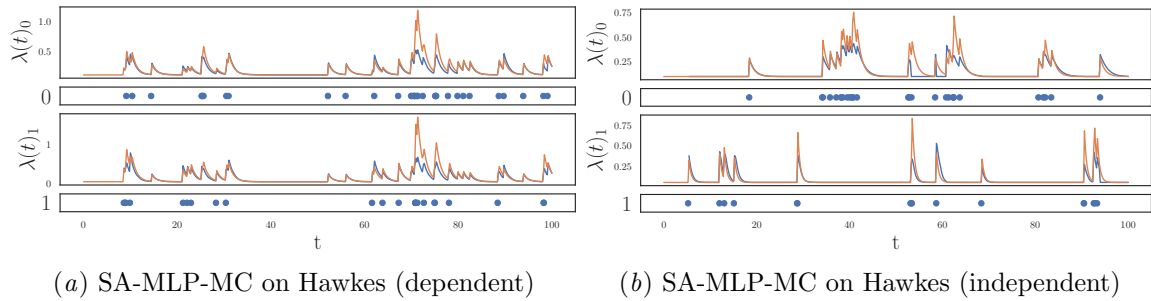 λ(t)₀
1.0
0.5
0
λ(t)₁
1
0
1
0 20 40 60 80 100
t
(a) SA-MLP-MC on Hawkes (dependent)
λ(t)₀
0.75
0.50
0.25
0
λ(t)₁
0.75
0.50
0.25
1
0 20 40 60 80 100
t
(b) SA-MLP-MC on Hawkes (independent)